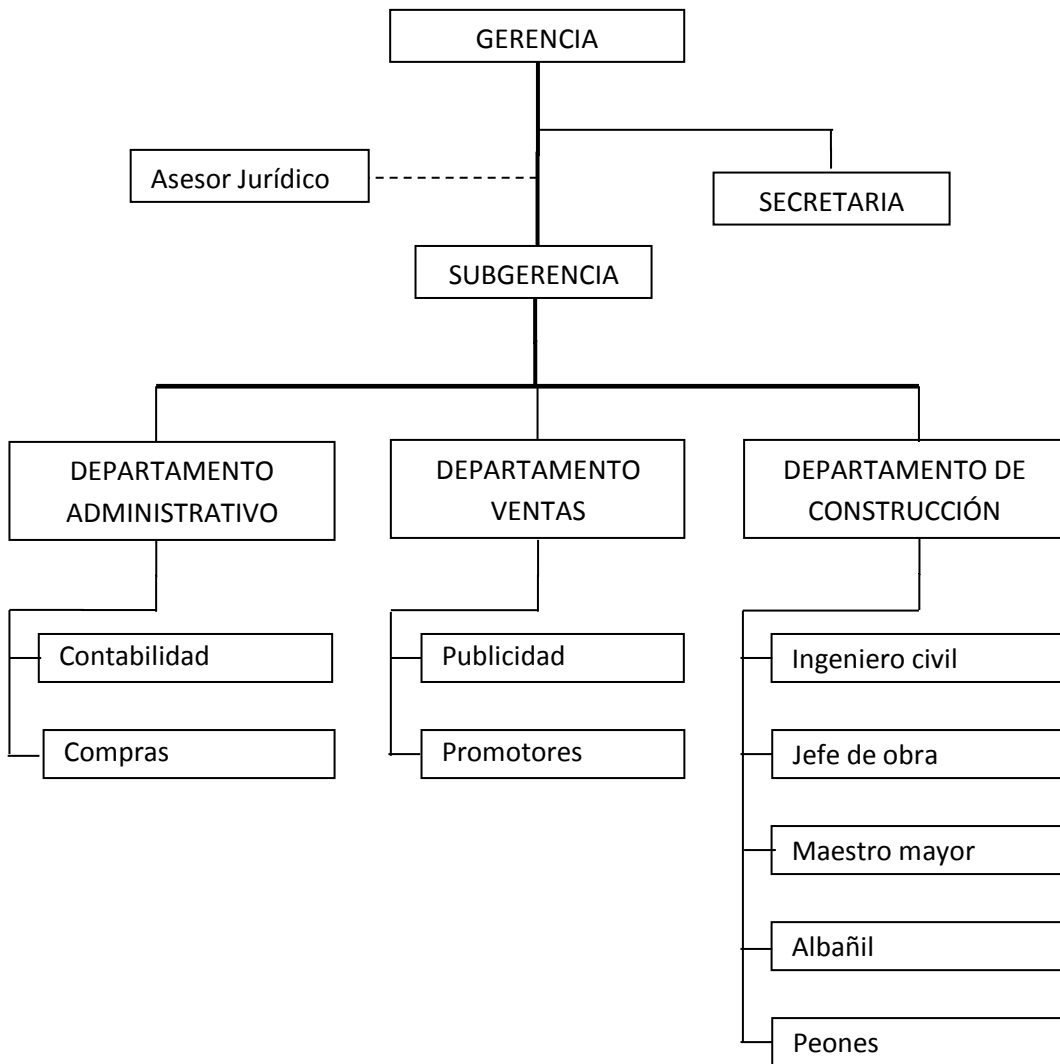 GERENCIA
Asesor Jurídico
SECRETARIA
SUBGERENCIA
DEPARTAMENTO
ADMINISTRATIVO
DEPARTAMENTO
VENTAS
DEPARTAMENTO DE
CONSTRUCCIÓN
Contabilidad
Compras
Publicidad
Promotores
Ingeniero civil
Jefe de obra
Maestro mayor
Albañil
Peones